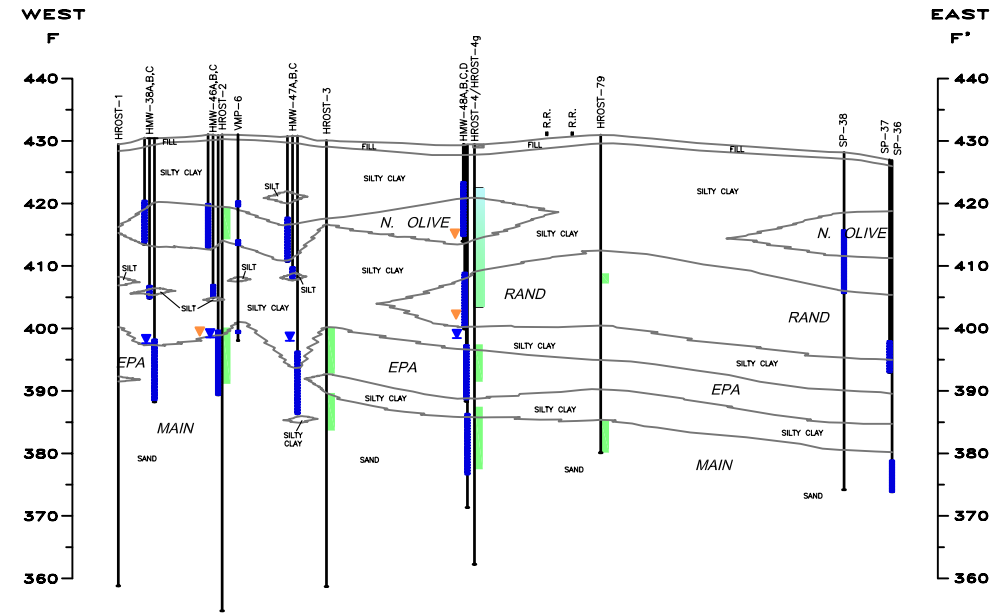 WEST
EAST
F
F'
440
440
HROST-1
HMW-38A,B,C
HMW-46A,B,C
HROST-2
VMP-6
HMW-47A,B,C
HROST-3
HMW-48A,B,C,D
HROST-4/HROST-4g
R.R.
R.R.
HROST-79
SP-38
SP-37
SP-36
430
430
FILL
FILL
FILL
FILL
SILTY CLAY
SILTY CLAY
SILT
SILTY CLAY
420
420
N. OLIVE
SILTY CLAY
N. OLIVE
410
410
SILT
SILT
SILTY CLAY
SILT
RAND
SILT
SILTY CLAY
RAND
400
400
SILTY CLAY
EPA
EPA
SILTY CLAY
390
390
EPA
SILTY CLAY
SILTY CLAY
MAIN
SILTY
CLAY
SILTY CLAY
380
380
SAND
SAND
SAND
MAIN
SAND
370
370
360
360